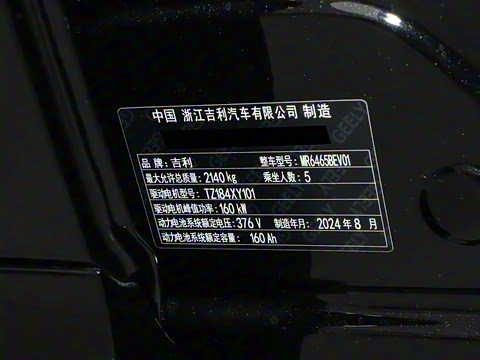 中国 浙江吉利汽车有限公司 制造
品 牌：吉利 整车型号：MR6465BEV01
最大允许总质量：2140 kg 乘坐人数：5
驱动电机型号：TZ184XY101
驱动电机峰值功率：160 kW
动力电池系统额定电压：376 V 制造年月：2024 年 8 月
动力电池系统额定容量： 160 Ah